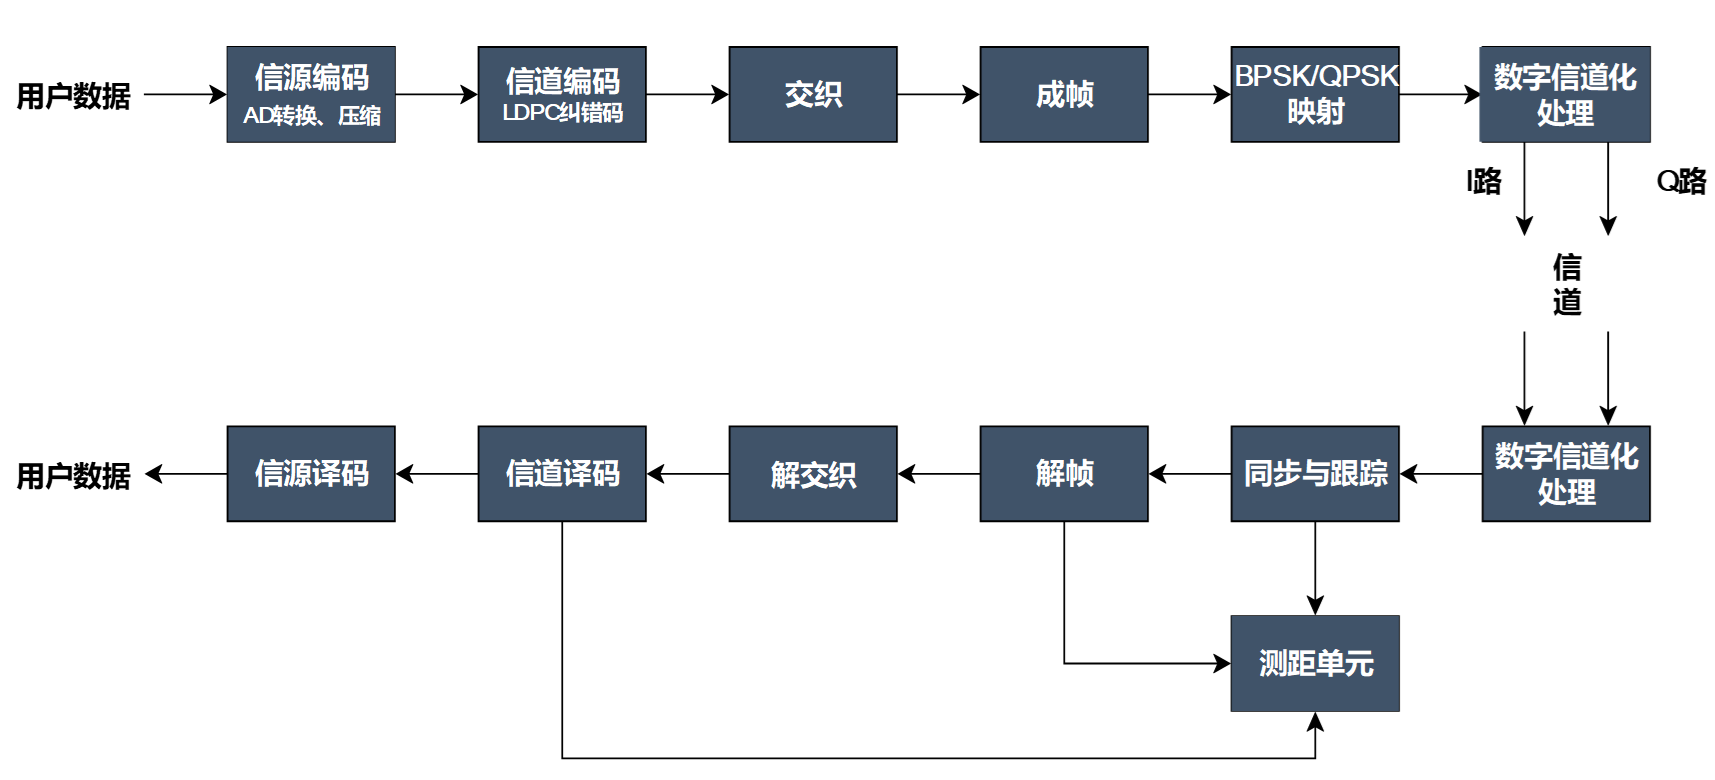 用户数据
信源编码
AD转换、压缩
信道编码
LDPC纠错码
交织
成帧
BPSK/QPSK
映射
数字信道化
处理
I路
Q路
信
道
用户数据
信源译码
信道译码
解交织
解帧
同步与跟踪
数字信道化
处理
测距单元